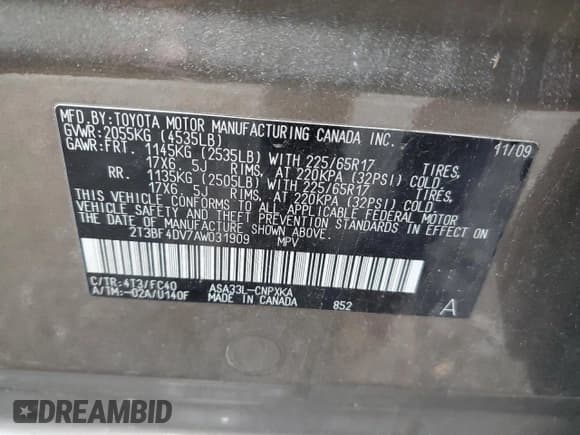 MFD.BY:TOYOTA MOTOR MANUFACTURING CANADA INC. 11/09
GVWR:2055KG (4535LB)
GAWR:FRT. 1145KG (2535LB) WITH 225/65R17 TIRES,
17X6. 5J RIMS, AT 220KPA (32PSI) COLD
RR. 1135KG (2505LB) WITH 225/65R17 TIRES,
17X6. 5J RIMS, AT 220KPA (32PSI) COLD
THIS VEHICLE CONFORMS TO ALL APPLICABLE FEDERAL MOTOR
VEHICLE SAFETY AND THEFT PREVENTION STANDARDS IN EFFECT
ON THE DATE OF MANUFACTURE SHOWN ABOVE.
2T3BF4DV7AW031909 MPV
C/TR:4T3/FC40 ASA33L-CNPXKA
A/TM:-02A/U140F MADE IN CANADA 852 A
DREAMBID